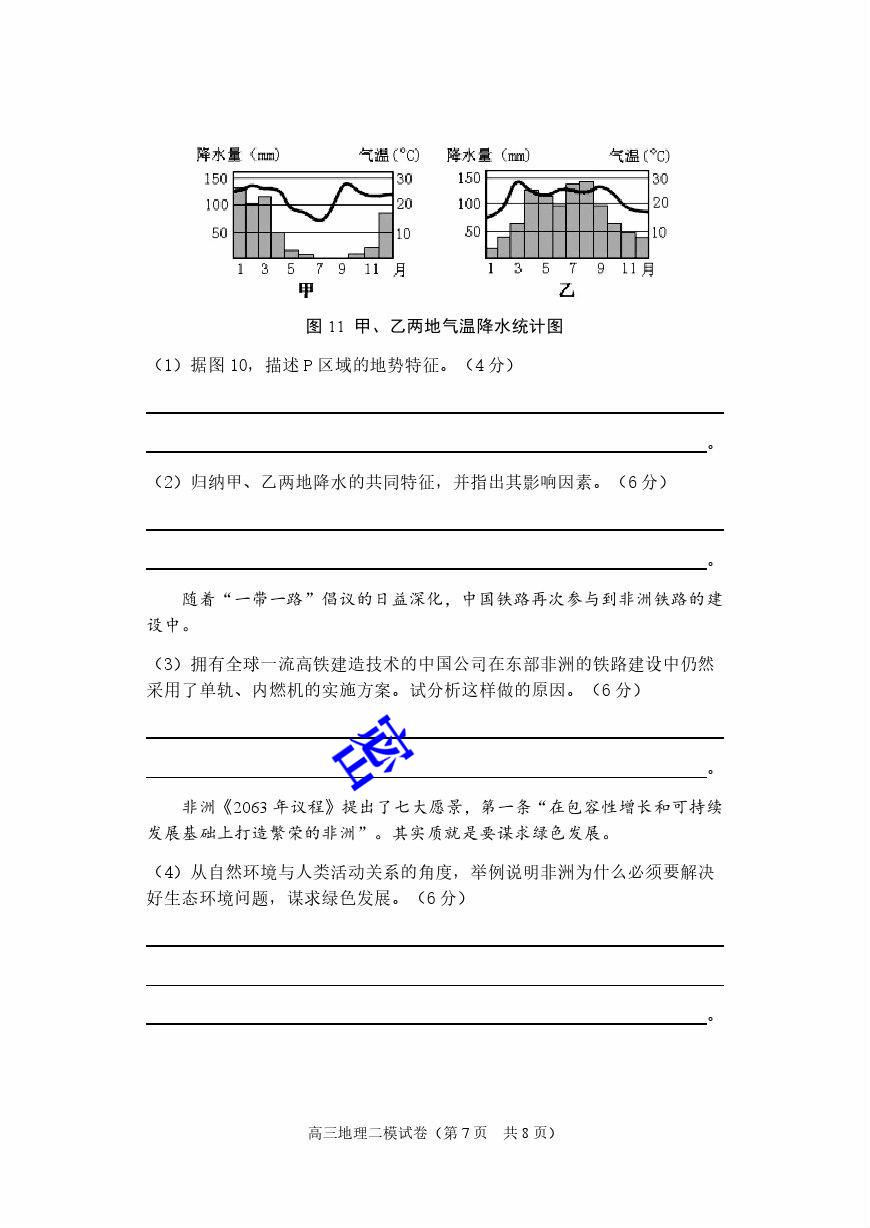 降水量(mm) 气温(°C) 降水量(mm) 气温(°C)
150 30 150 30
100 20 100 20
50 10 50 10
1 3 5 7 9 11 月 1 3 5 7 9 11 月
甲 乙
图 11 甲、乙两地气温降水统计图
（1）据图 10，描述 P 区域的地势特征。（4 分）
。
（2）归纳甲、乙两地降水的共同特征，并指出其影响因素。（6 分）
。
随着“一带一路”倡议的日益深化，中国铁路再次参与到非洲铁路的建
设中。
（3）拥有全球一流高铁建造技术的中国公司在东部非洲的铁路建设中仍然
采用了单轨、内燃机的实施方案。试分析这样做的原因。（6 分）
密
。
非洲《2063 年议程》提出了七大愿景，第一条“在包容性增长和可持续
发展基础上打造繁荣的非洲”。其实质就是要谋求绿色发展。
（4）从自然环境与人类活动关系的角度，举例说明非洲为什么必须要解决
好生态环境问题，谋求绿色发展。（6 分）
。
高三地理二模试卷（第 7 页 共 8 页）